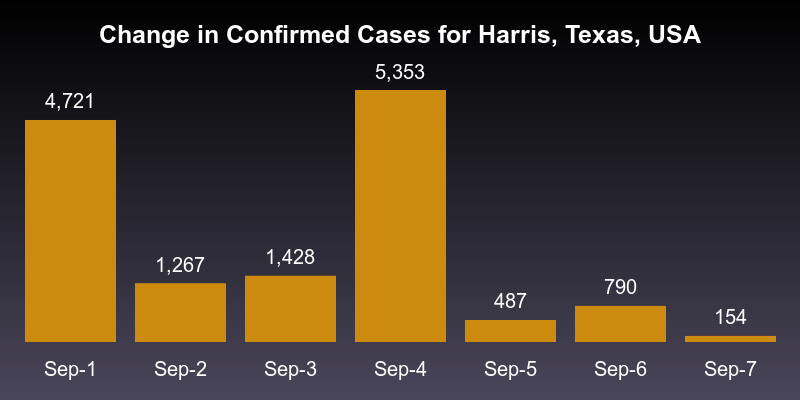 Change in Confirmed Cases for Harris, Texas, USA
4,721
1,267
1,428
5,353
487
790
154
Sep-1
Sep-2
Sep-3
Sep-4
Sep-5
Sep-6
Sep-7